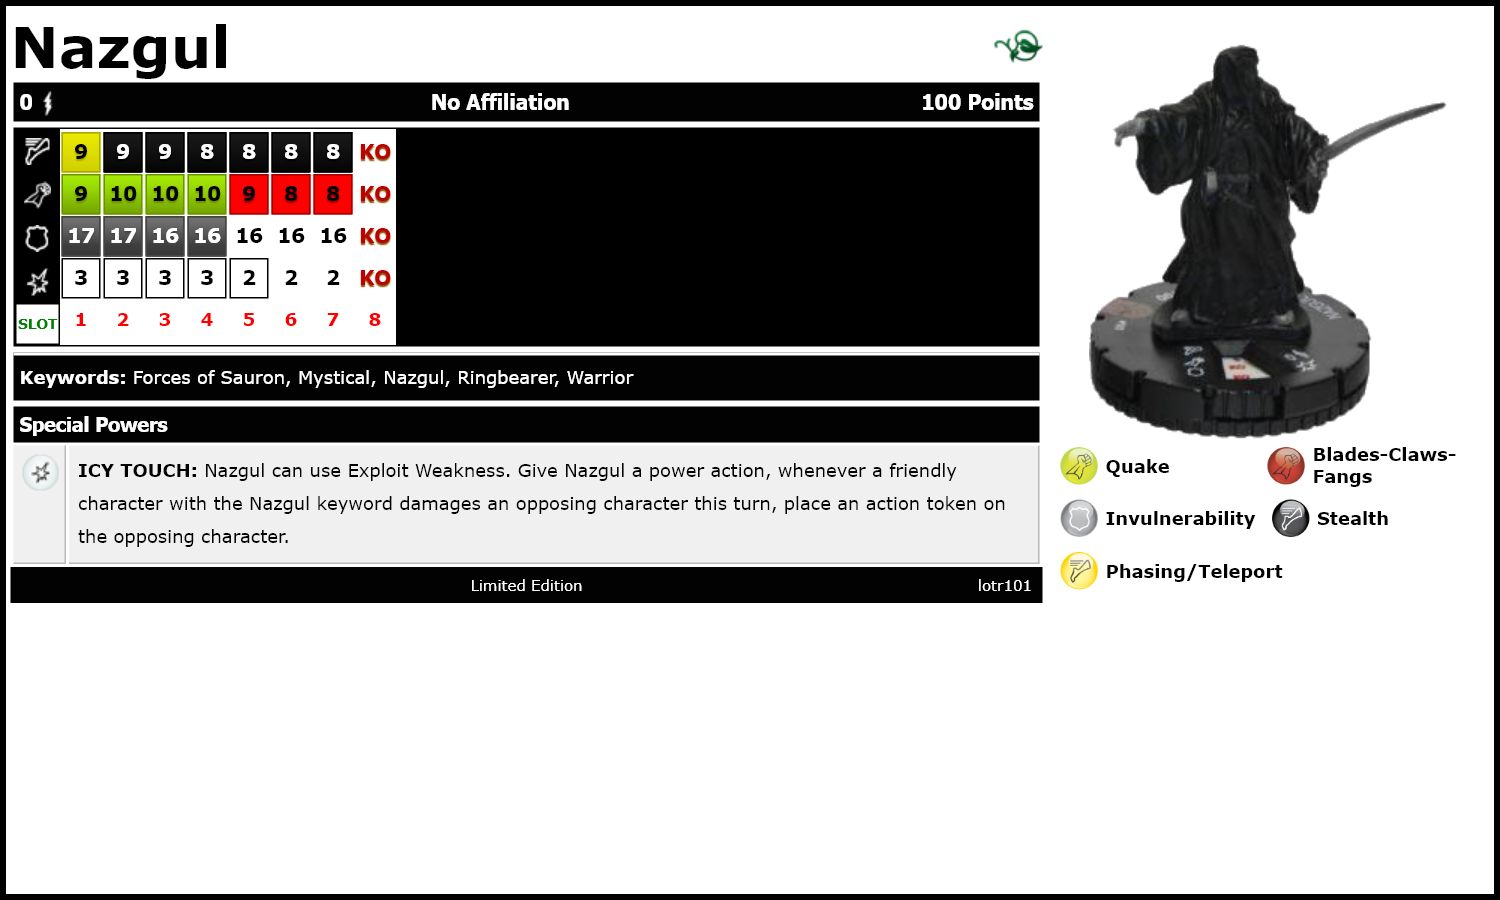 Nazgul
0 No Affiliation 100 Points
9 9 9 8 8 8 8 KO
9 10 10 10 9 8 8 KO
17 17 16 16 16 16 16 KO
3 3 3 3 2 2 2 KO
SLOT 1 2 3 4 5 6 7 8
Keywords: Forces of Sauron, Mystical, Nazgul, Ringbearer, Warrior
Special Powers
ICY TOUCH: Nazgul can use Exploit Weakness. Give Nazgul a power action, whenever a friendly
character with the Nazgul keyword damages an opposing character this turn, place an action token on
the opposing character.
Limited Edition lotr101
Quake
Blades-Claws-
Fangs
Invulnerability
Stealth
Phasing/Teleport